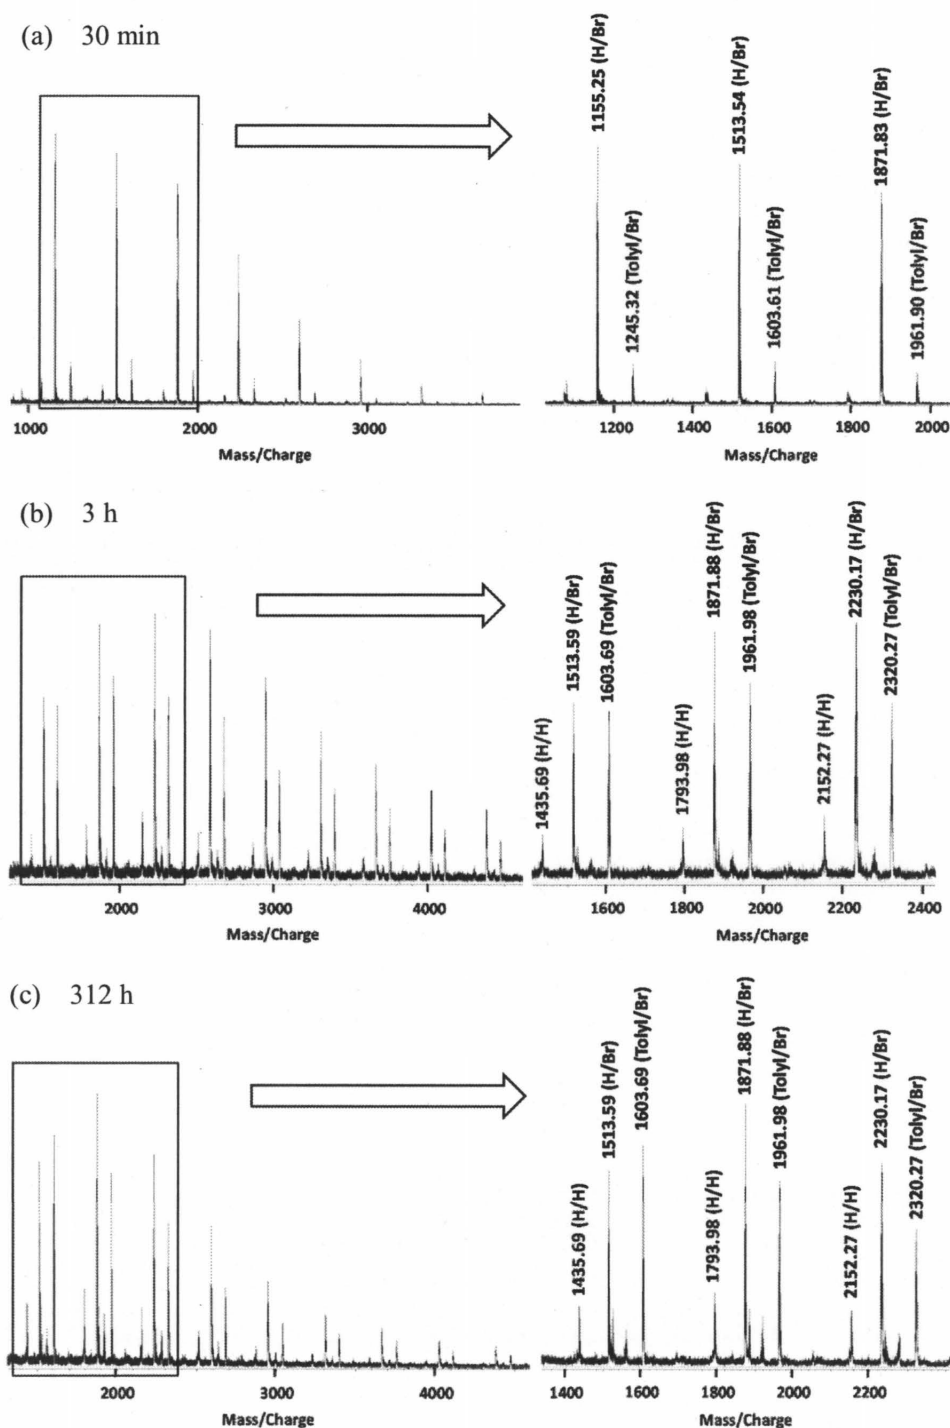 (a) 30 min
1155.25 (H/Br)
1245.32 (Tolyl/Br)
1513.54 (H/Br)
1603.61 (Tolyl/Br)
1871.83 (H/Br)
1961.90 (Tolyl/Br)
1000 2000 3000
Mass/Charge
1200 1400 1600 1800 2000
Mass/Charge
(b) 3 h
1435.69 (H/H)
1513.59 (H/Br)
1603.69 (Tolyl/Br)
1793.98 (H/H)
1871.88 (H/Br)
1961.98 (Tolyl/Br)
2152.27 (H/H)
2230.17 (H/Br)
2320.27 (Tolyl/Br)
2000 3000 4000
Mass/Charge
1600 1800 2000 2200 2400
Mass/Charge
(c) 312 h
1435.69 (H/H)
1513.59 (H/Br)
1603.69 (Tolyl/Br)
1793.98 (H/H)
1871.88 (H/Br)
1961.98 (Tolyl/Br)
2152.27 (H/H)
2230.17 (H/Br)
2320.27 (Tolyl/Br)
2000 3000 4000
Mass/Charge
1400 1600 1800 2000 2200
Mass/Charge